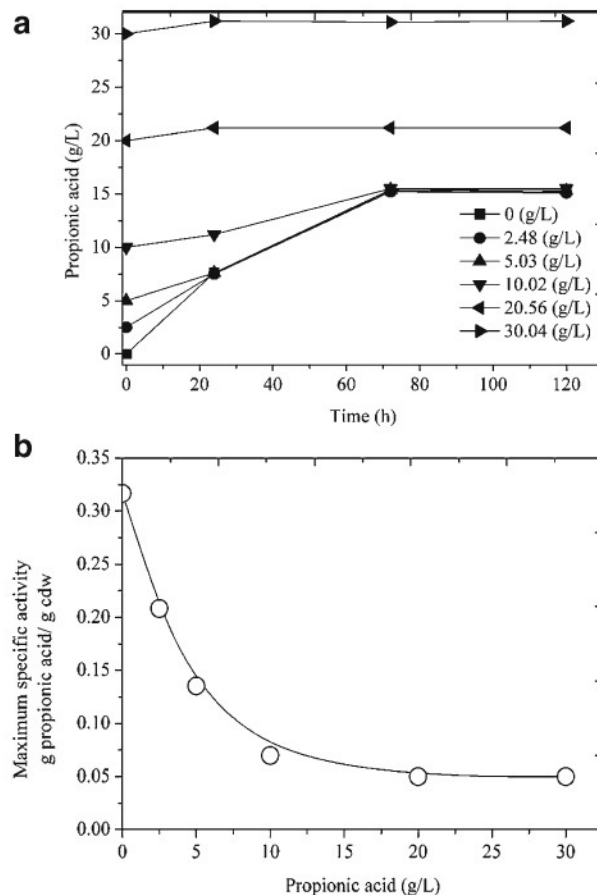 a
30
25
20
15
10
5
0
Propionic acid (g/L)
0 (g/L)
2.48 (g/L)
5.03 (g/L)
10.02 (g/L)
20.56 (g/L)
30.04 (g/L)
0 20 40 60 80 100 120
Time (h)
b
0.35
0.30
0.25
0.20
0.15
0.10
0.05
0.00
Maximum specific activity
g propionic acid/ g cdw
0 5 10 15 20 25 30
Propionic acid (g/L)